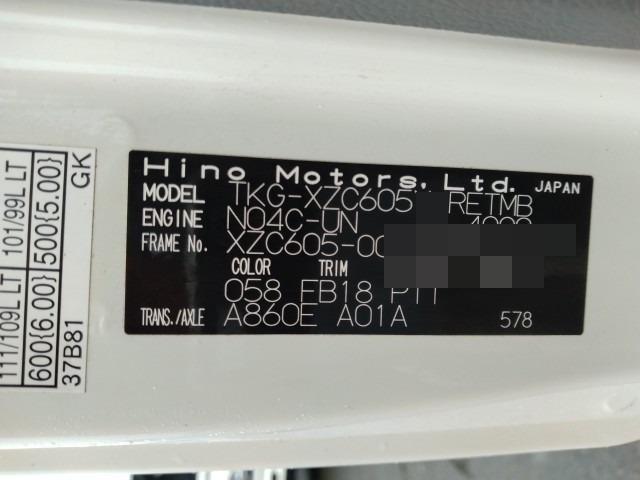 Hino Motors, Ltd. JAPAN
MODEL TKG-XZC605 RETMB
ENGINE N04C-UN
FRAME No. XZC605-00
COLOR TRIM
058 FB18
TRANS./AXLE A860E A01A 578
111/109L LT 101/99L LT
600{6.00} 500{5.00}
37B81 GK